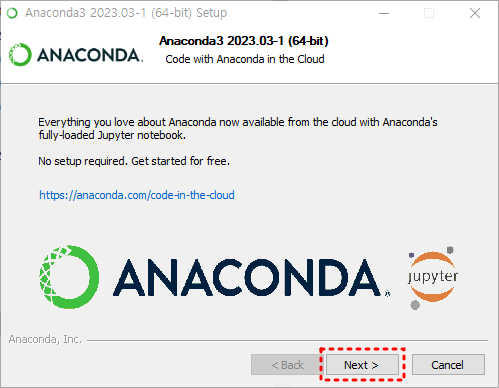 Anaconda3 2023.03-1 (64-bit) Setup
ANACONDA.
Anaconda3 2023.03-1 (64-bit)
Code with Anaconda in the Cloud
Everything you love about Anaconda now available from the cloud with Anaconda's
fully-loaded Jupyter notebook.
No setup required. Get started for free.
https://anaconda.com/code-in-the-cloud
ANACONDA®
jupyter
Anaconda, Inc.
< Back
Next >
Cancel